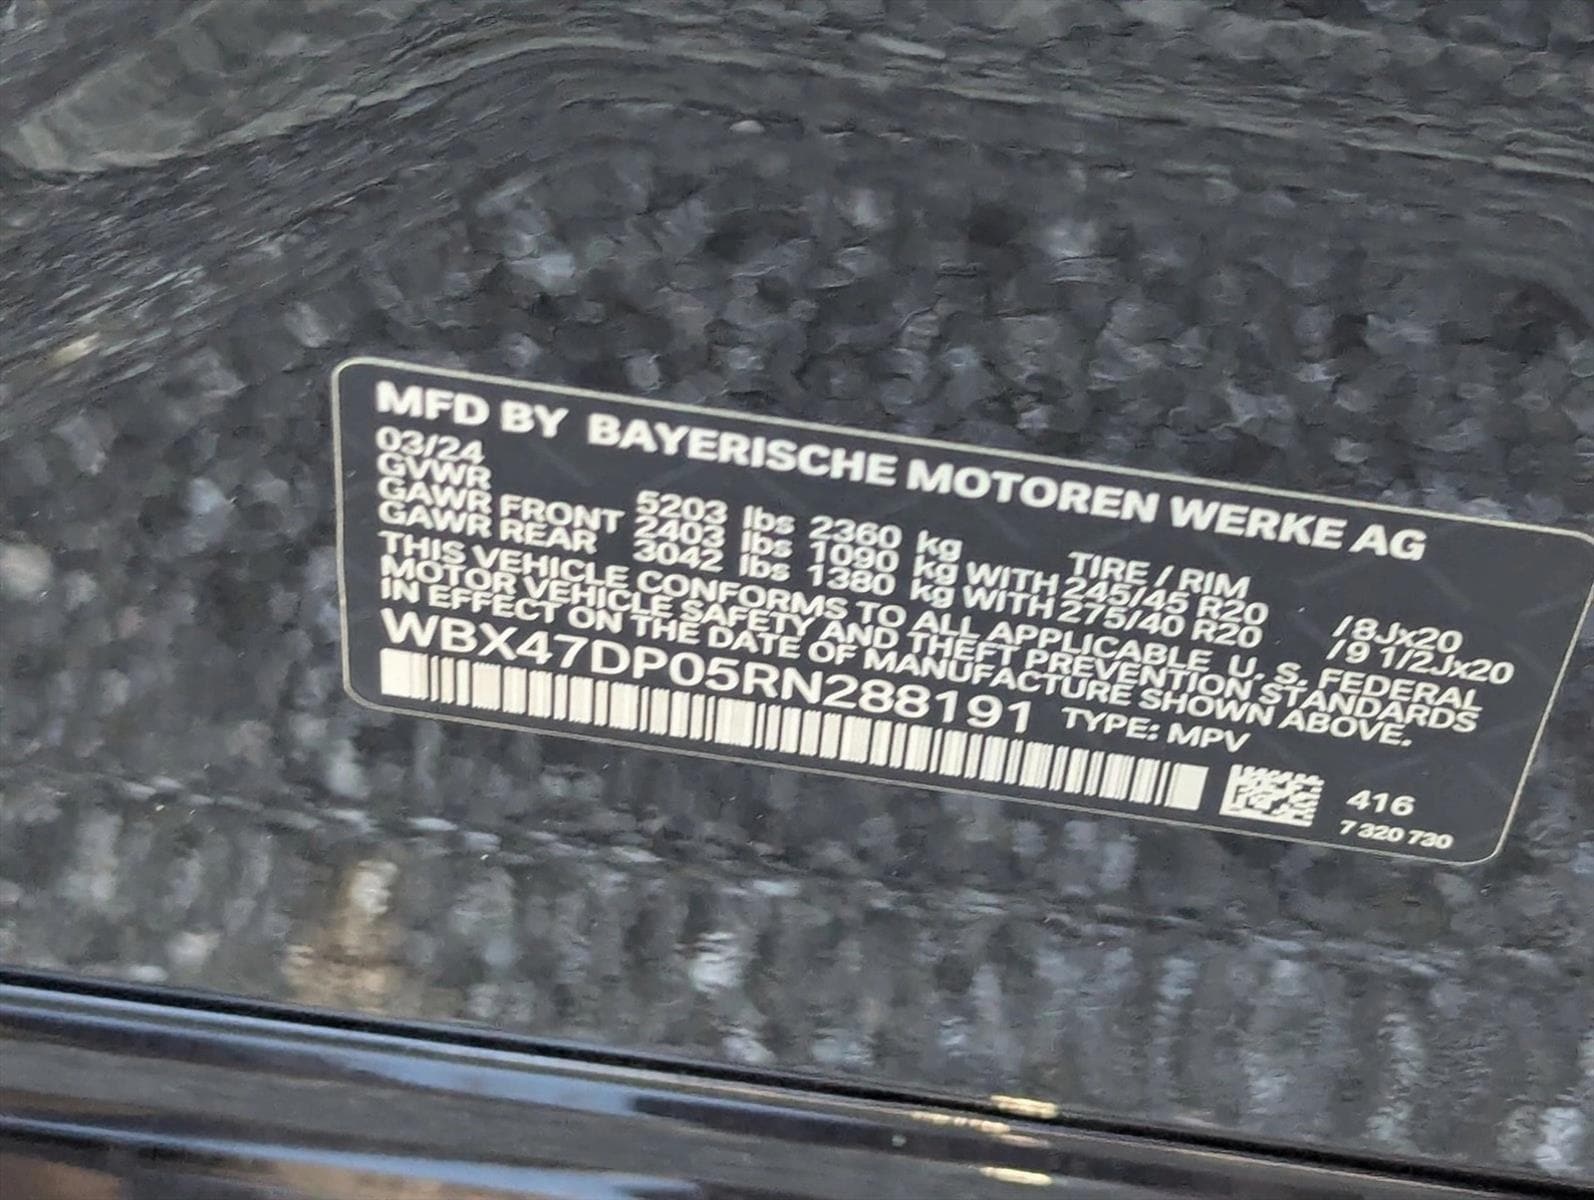 MFD BY BAYERISCHE MOTOREN WERKE AG
03/24
GVWR 5203 lbs 2360 kg TIRE / RIM
GAWR FRONT 2403 lbs 1090 kg WITH 245/45 R20 /8Jx20
GAWR REAR 3042 lbs 1380 kg WITH 275/40 R20 /9 1/2Jx20
THIS VEHICLE CONFORMS TO ALL APPLICABLE U. S. FEDERAL
MOTOR VEHICLE SAFETY AND THEFT PREVENTION STANDARDS
IN EFFECT ON THE DATE OF MANUFACTURE SHOWN ABOVE.
WBX47DP05RN288191 TYPE: MPV
416
7 320 730